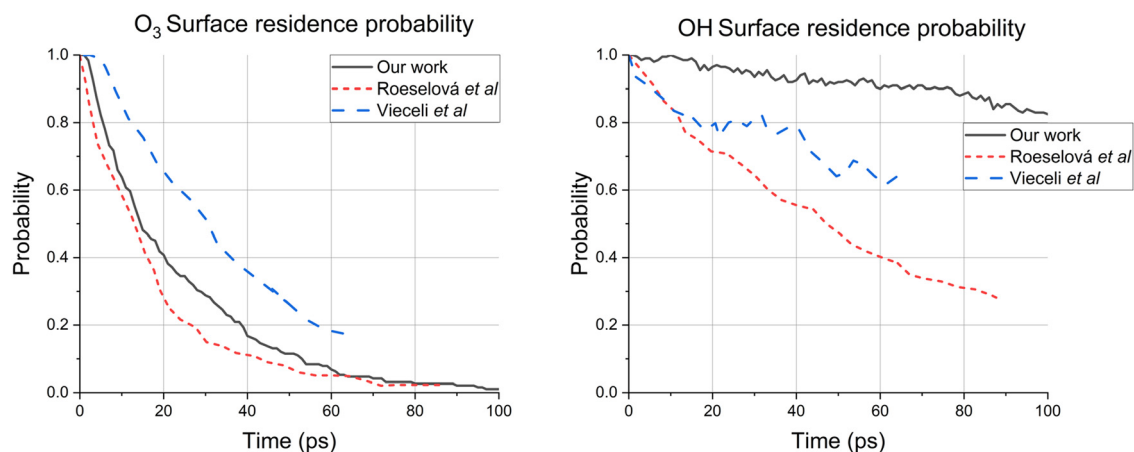 O₃ Surface residence probability
Our work
Roeselová et al
Vieceli et al
Probability
1.0
0.8
0.6
0.4
0.2
0.0
0
20
40
60
80
100
Time (ps)
OH Surface residence probability
Our work
Roeselová et al
Vieceli et al
Probability
1.0
0.8
0.6
0.4
0.2
0.0
0
20
40
60
80
100
Time (ps)